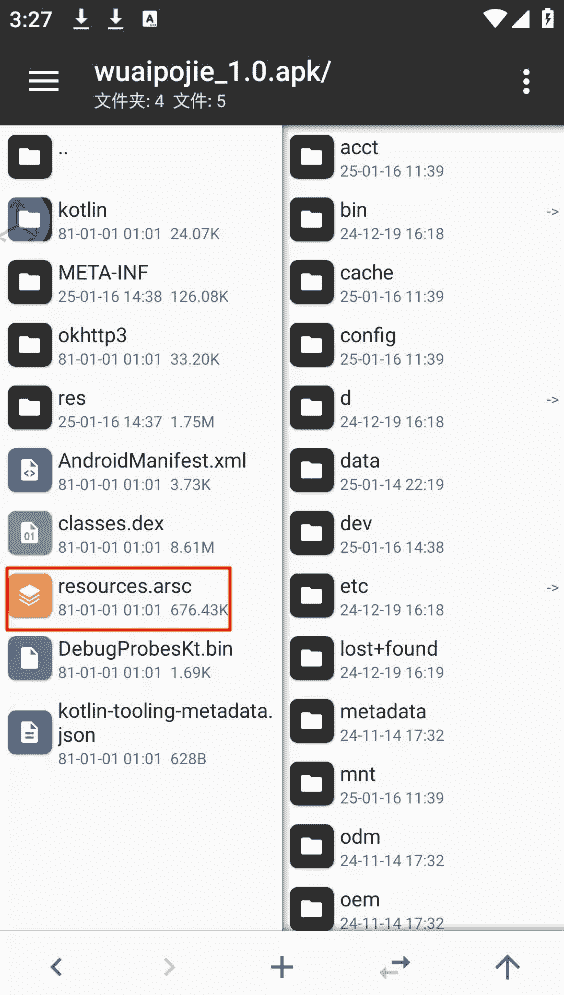 3:27
A
wuaipojie_1.0.apk/
文件夹: 4 文件: 5
..
kotlin
81-01-01 01:01 24.07K
META-INF
25-01-16 14:38 126.08K
okhttp3
81-01-01 01:01 33.20K
res
25-01-16 14:37 1.75M
AndroidManifest.xml
81-01-01 01:01 3.73K
01
classes.dex
81-01-01 01:01 8.61M
resources.arsc
81-01-01 01:01 676.43K
DebugProbesKt.bin
81-01-01 01:01 1.69K
kotlin-tooling-metadata.
json
81-01-01 01:01 628B
acct
25-01-16 11:39
bin
->
24-12-19 16:18
cache
25-01-16 11:39
config
25-01-16 11:39
d
->
24-12-19 16:18
data
25-01-14 22:19
dev
25-01-16 14:38
etc
->
24-12-19 16:18
lost+found
24-12-19 16:19
metadata
24-11-14 17:32
mnt
25-01-16 11:39
odm
24-11-14 17:32
oem
24-11-14 17:32